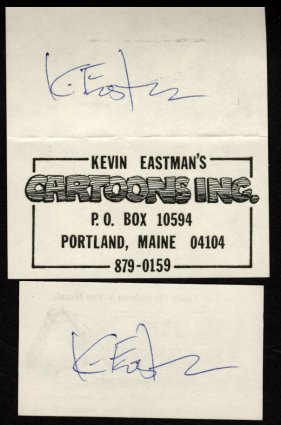 K. Eastman
KEVIN EASTMAN'S
CARTOONS INC.
P. O. BOX 10594
PORTLAND, MAINE 04104
879-0159
K. Eastman